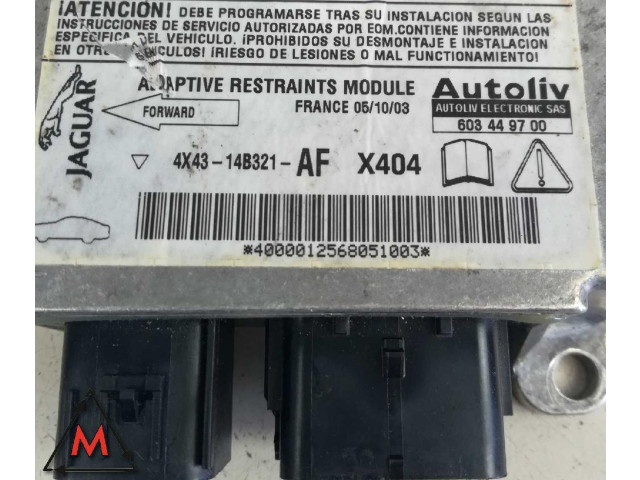 ¡ATENCIÓN! DEBE PROGRAMARSE TRAS SU INSTALACION SEGUN LAS
INSTRUCCIONES DE SERVICIO AUTORIZADAS POR EOM.CONTIENE INFORMACION
ESPECIFICA DEL VEHICULO. ¡PROHIBIDOS SU DESMONTAJE E INSTALACION
EN OTROS VEHICULOS! (RIESGO DE LESIONES O MAL FUNCIONAMIENTO)
JAGUAR
ADAPTIVE RESTRAINTS MODULE
FORWARD
FRANCE 05/10/03
Autoliv
AUTOLIV ELECTRONIC SAS
603 44 97 00
4X43-14B321-AF X404
*4000012568051003*
M